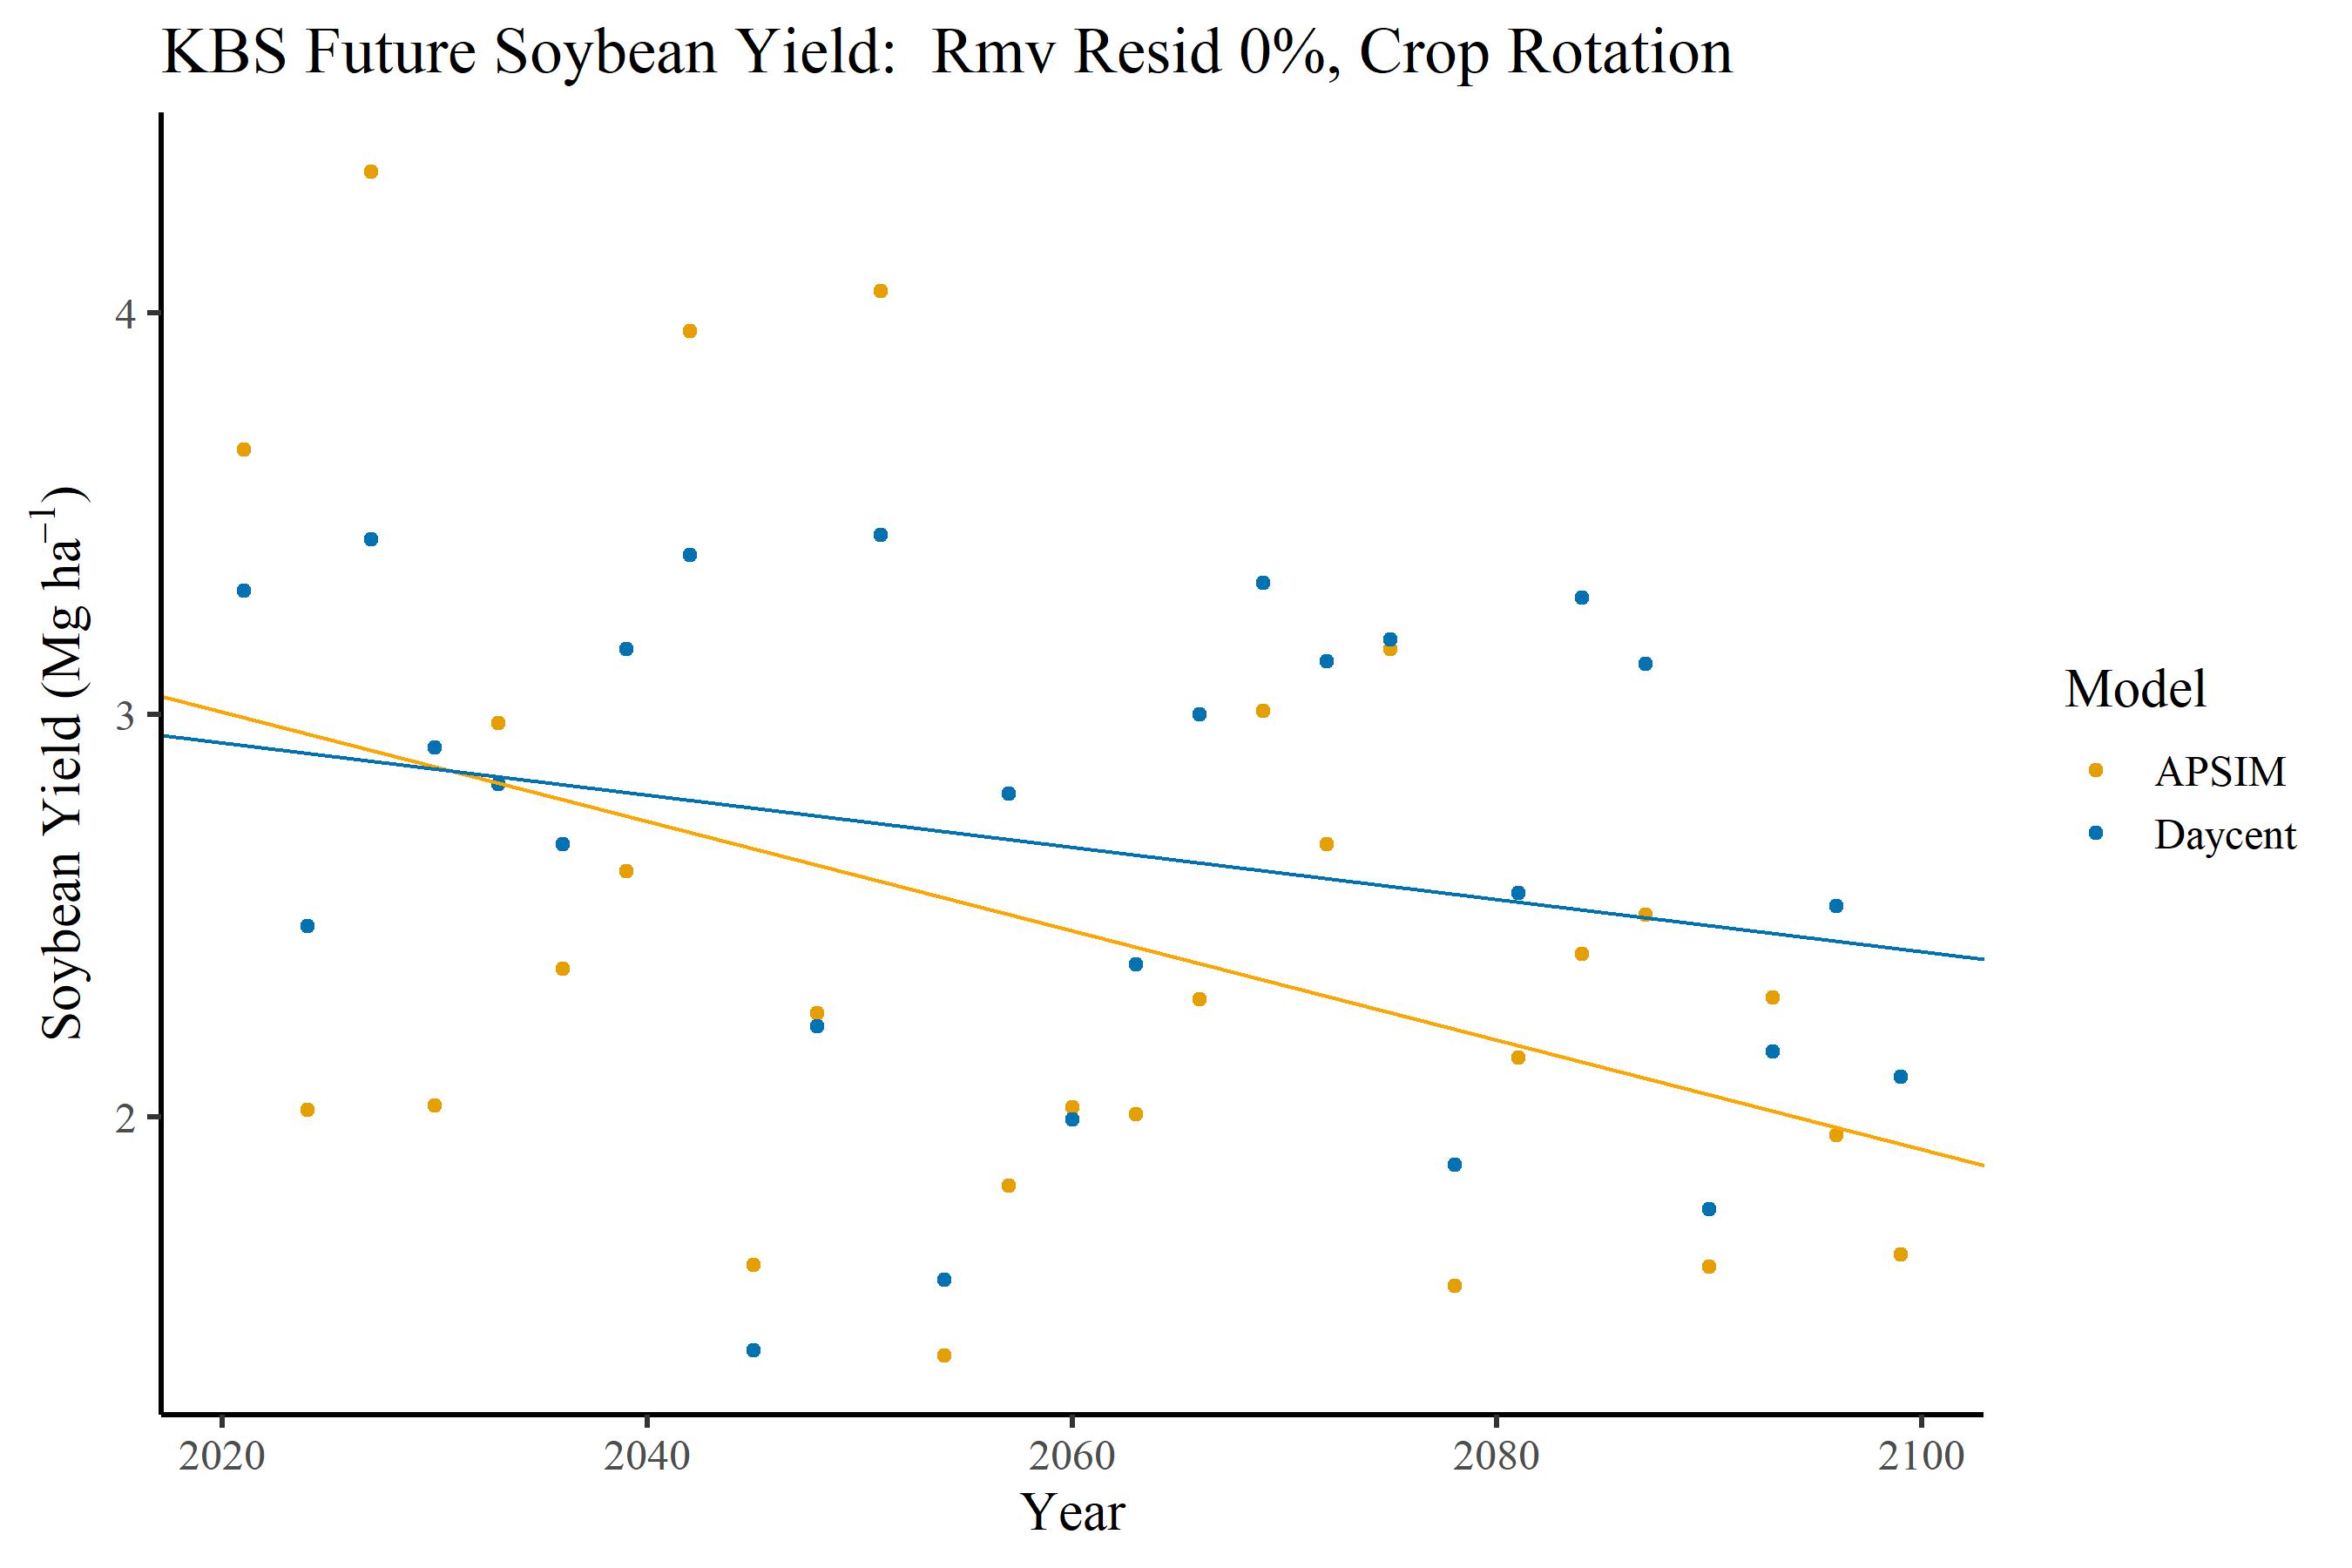 KBS Future Soybean Yield:  Rmv Resid 0%, Crop Rotation
Soybean Yield (Mg ha⁻¹)
4
3
2
2020
2040
2060
2080
2100
Year
Model
APSIM
Daycent